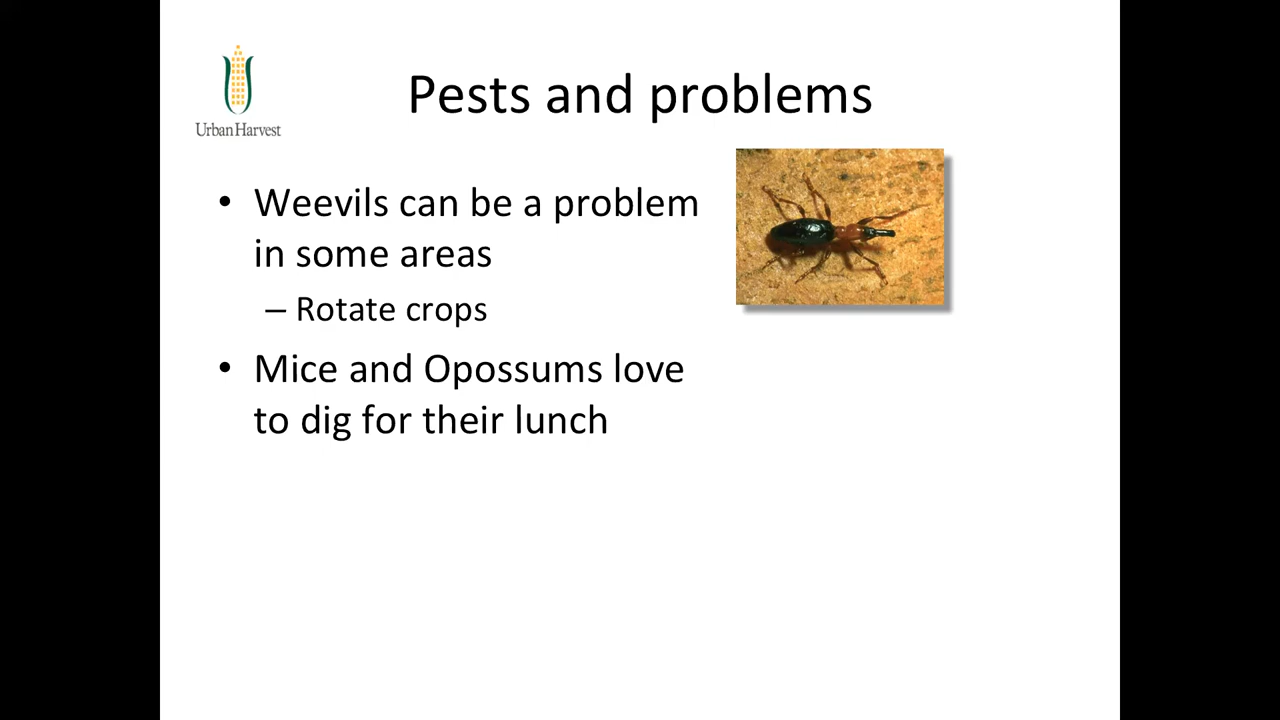 Urban Harvest
Pests and problems
• Weevils can be a problem
in some areas
– Rotate crops
• Mice and Opossums love
to dig for their lunch